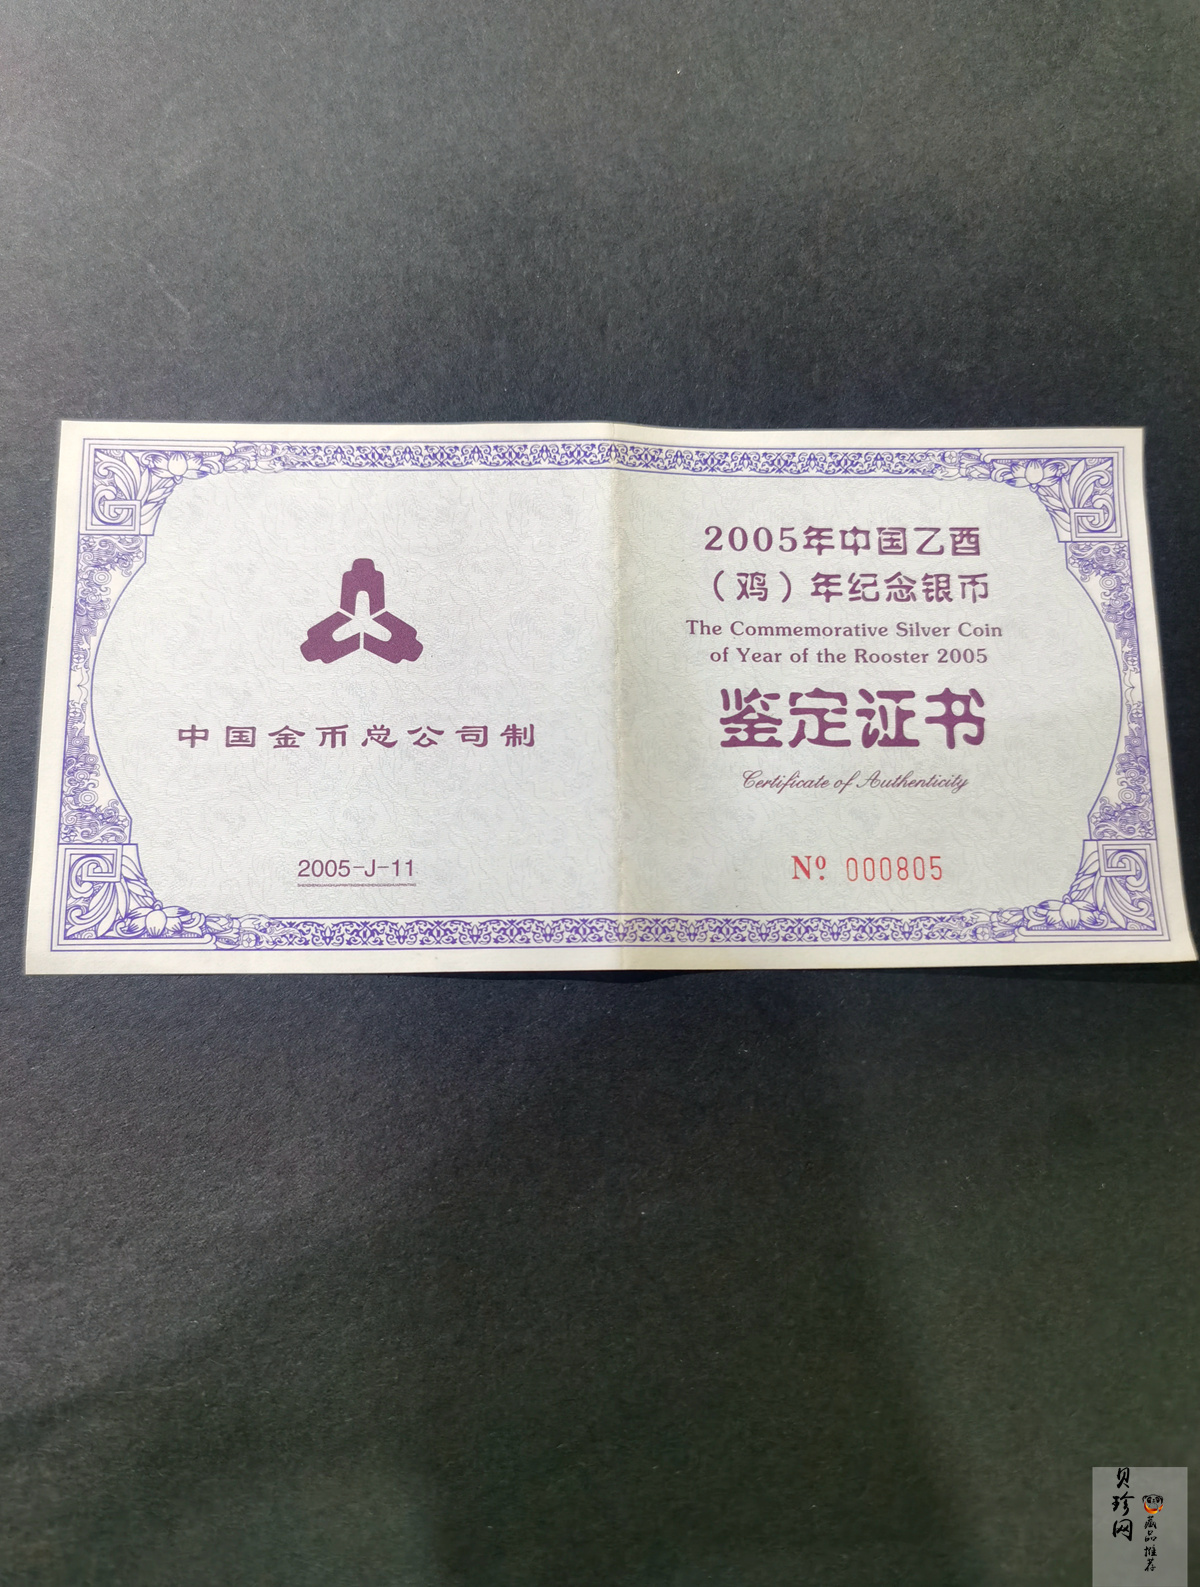 中国金币总公司制
2005-J-11
2005年中国乙酉
（鸡）年纪念银币
The Commemorative Silver Coin
of Year of the Rooster 2005
鉴定证书
Certificate of Authenticity
Nº 000805
贝珍网
藏品推荐